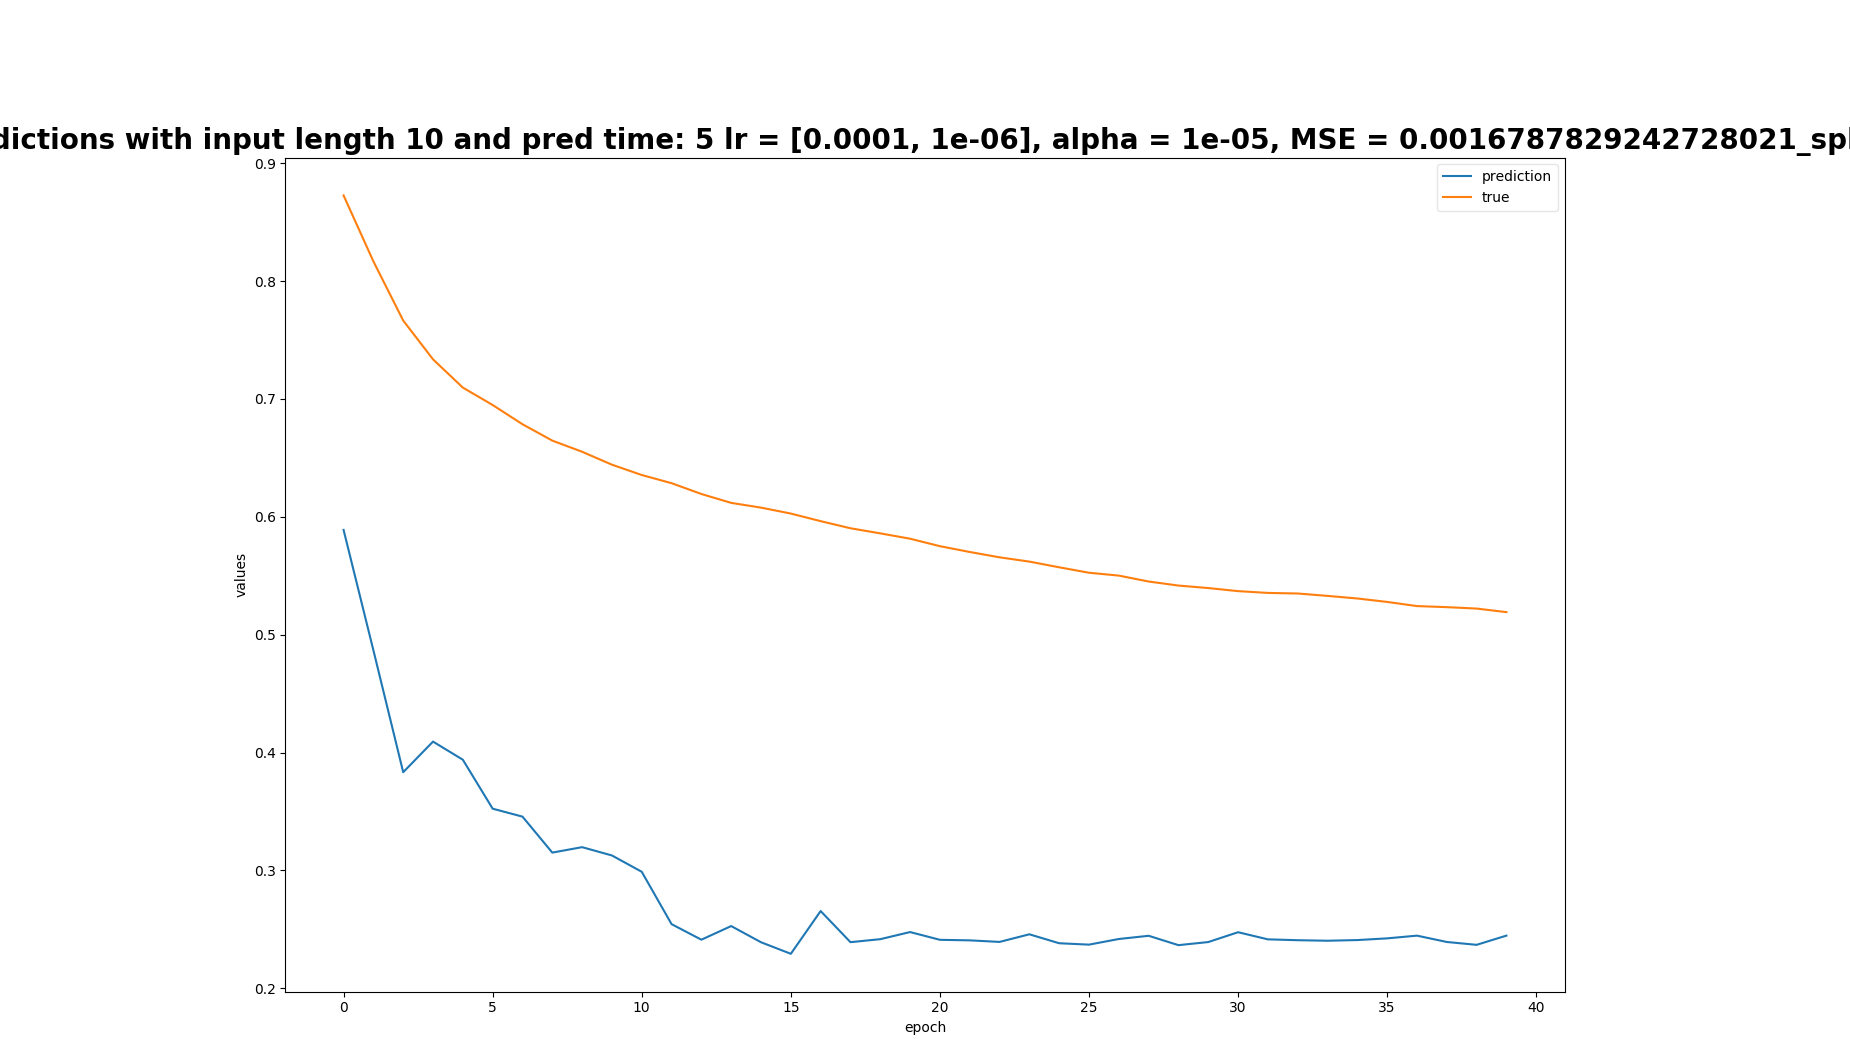 dictions with input length 10 and pred time: 5 lr = [0.0001, 1e-06], alpha = 1e-05, MSE = 0.0016787829242728021_spl
prediction
true
0.9
0.8
0.7
0.6
0.5
0.4
0.3
0.2
values
0 5 10 15 20 25 30 35 40
epoch